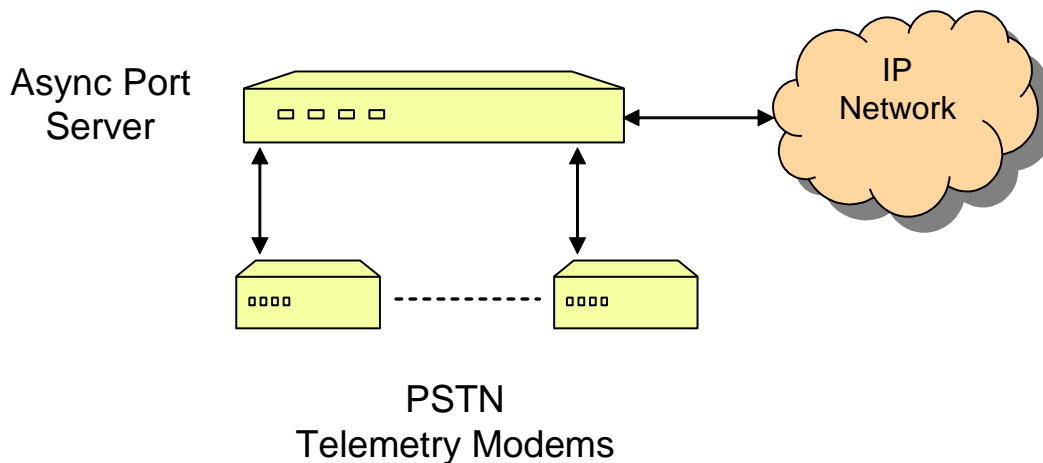 Async Port
Server
IP
Network
PSTN
Telemetry Modems